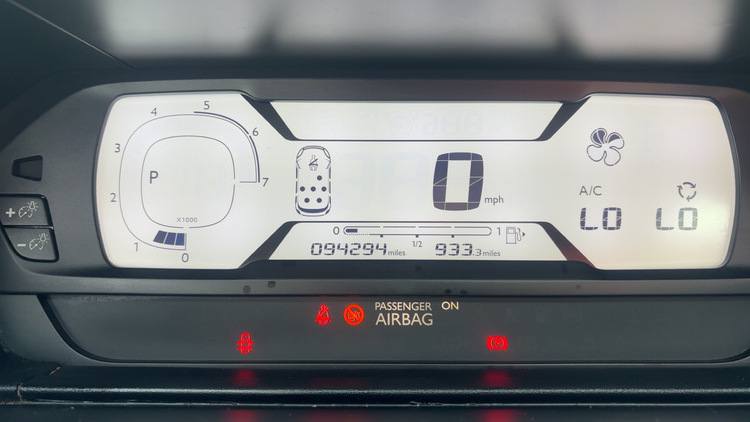 4 5 6
3 7
P
2
X1000
1 0
0 mph
0 1/2 1
094294 miles 933.3 miles
A/C
LO LO
+
-
PASSENGER ON
AIRBAG